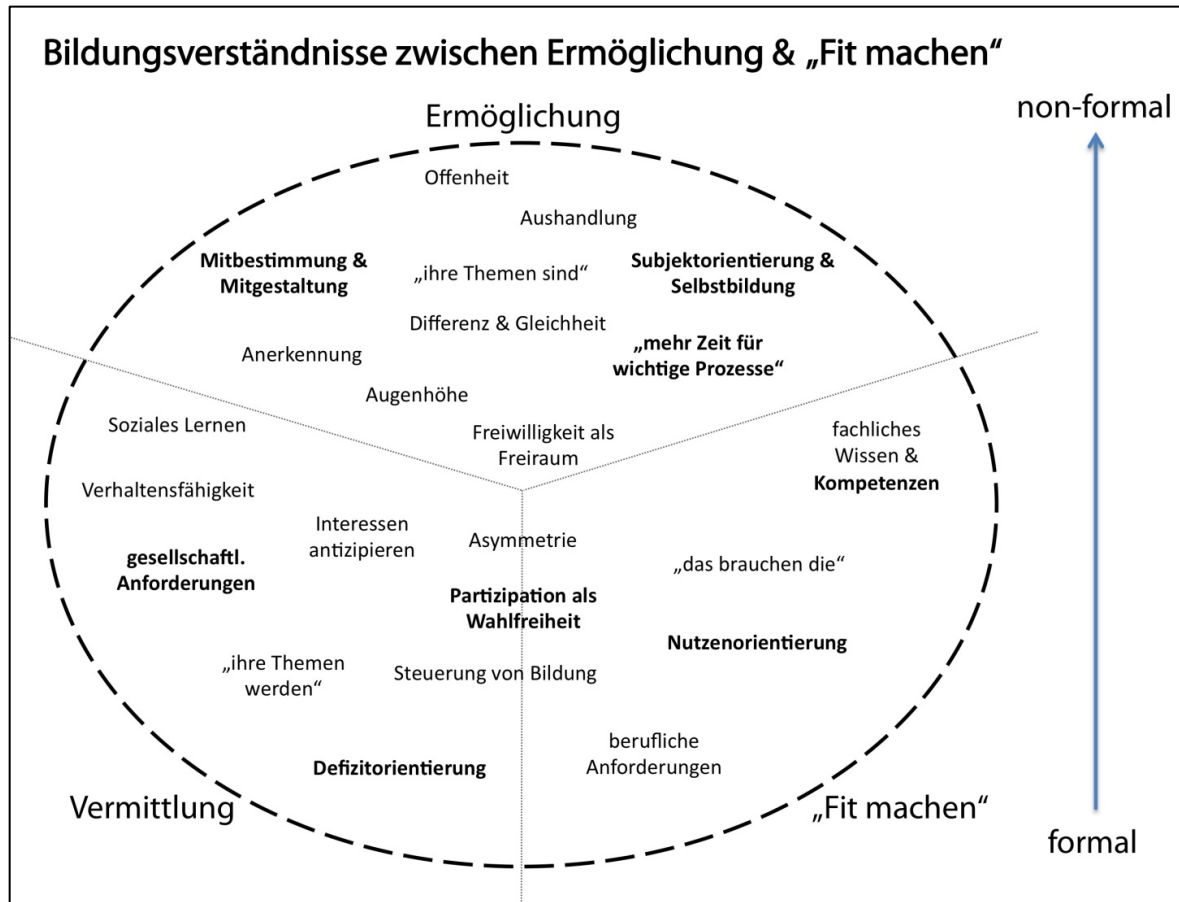 Bildungsverständnisse zwischen Ermöglichung & „Fit machen“
non-formal
Ermöglichung
Offenheit
Aushandlung
Mitbestimmung &
Mitgestaltung
„ihre Themen sind“
Subjektorientierung &
Selbstbildung
Differenz & Gleichheit
„mehr Zeit für
wichtige Prozesse“
Anerkennung
Augenhöhe
Freiwilligkeit als
Freiraum
Soziales Lernen
fachliches
Wissen &
Kompetenzen
Verhaltensfähigkeit
Interessen
antizipieren
Asymmetrie
gesellschaftl.
Anforderungen
„das brauchen die“
Partizipation als
Wahlfreiheit
Nutzenorientierung
„ihre Themen
werden“
Steuerung von Bildung
berufliche
Anforderungen
Defizitorientierung
Vermittlung
„Fit machen“
formal